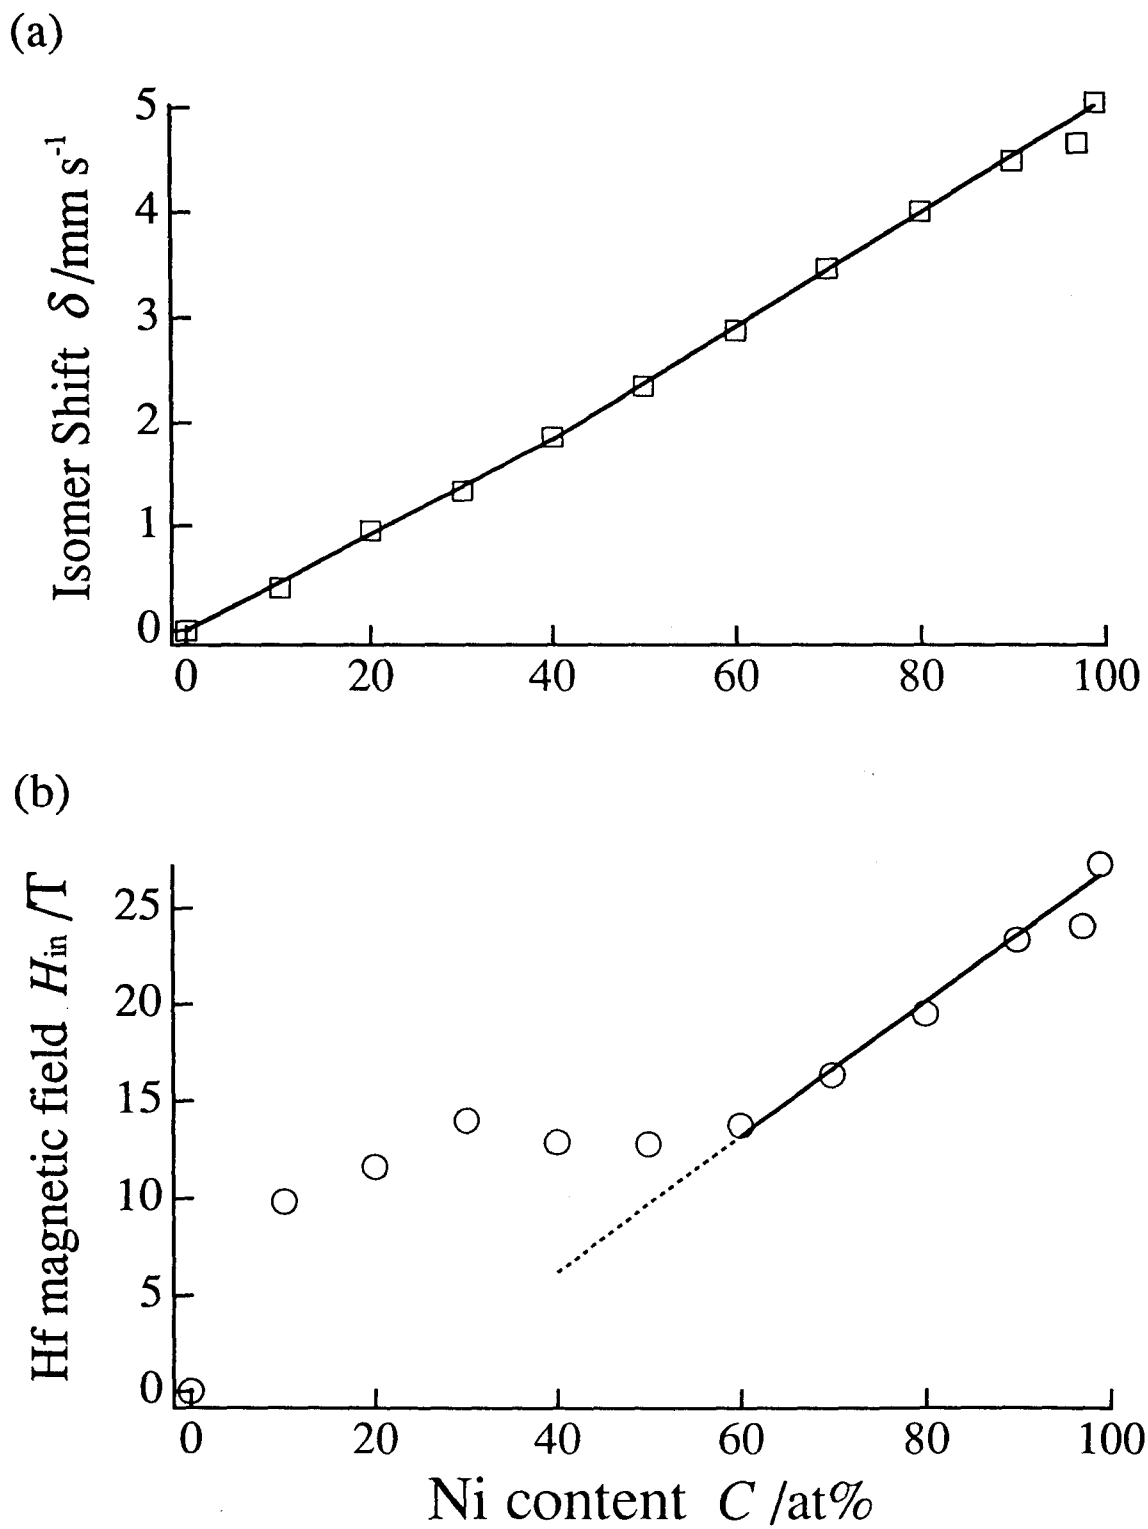 (a)
Isomer Shift δ /mm s⁻¹
5
4
3
2
1
0
0 20 40 60 80 100
(b)
Hf magnetic field Hin /T
25
20
15
10
5
0
0 20 40 60 80 100
Ni content C /at%